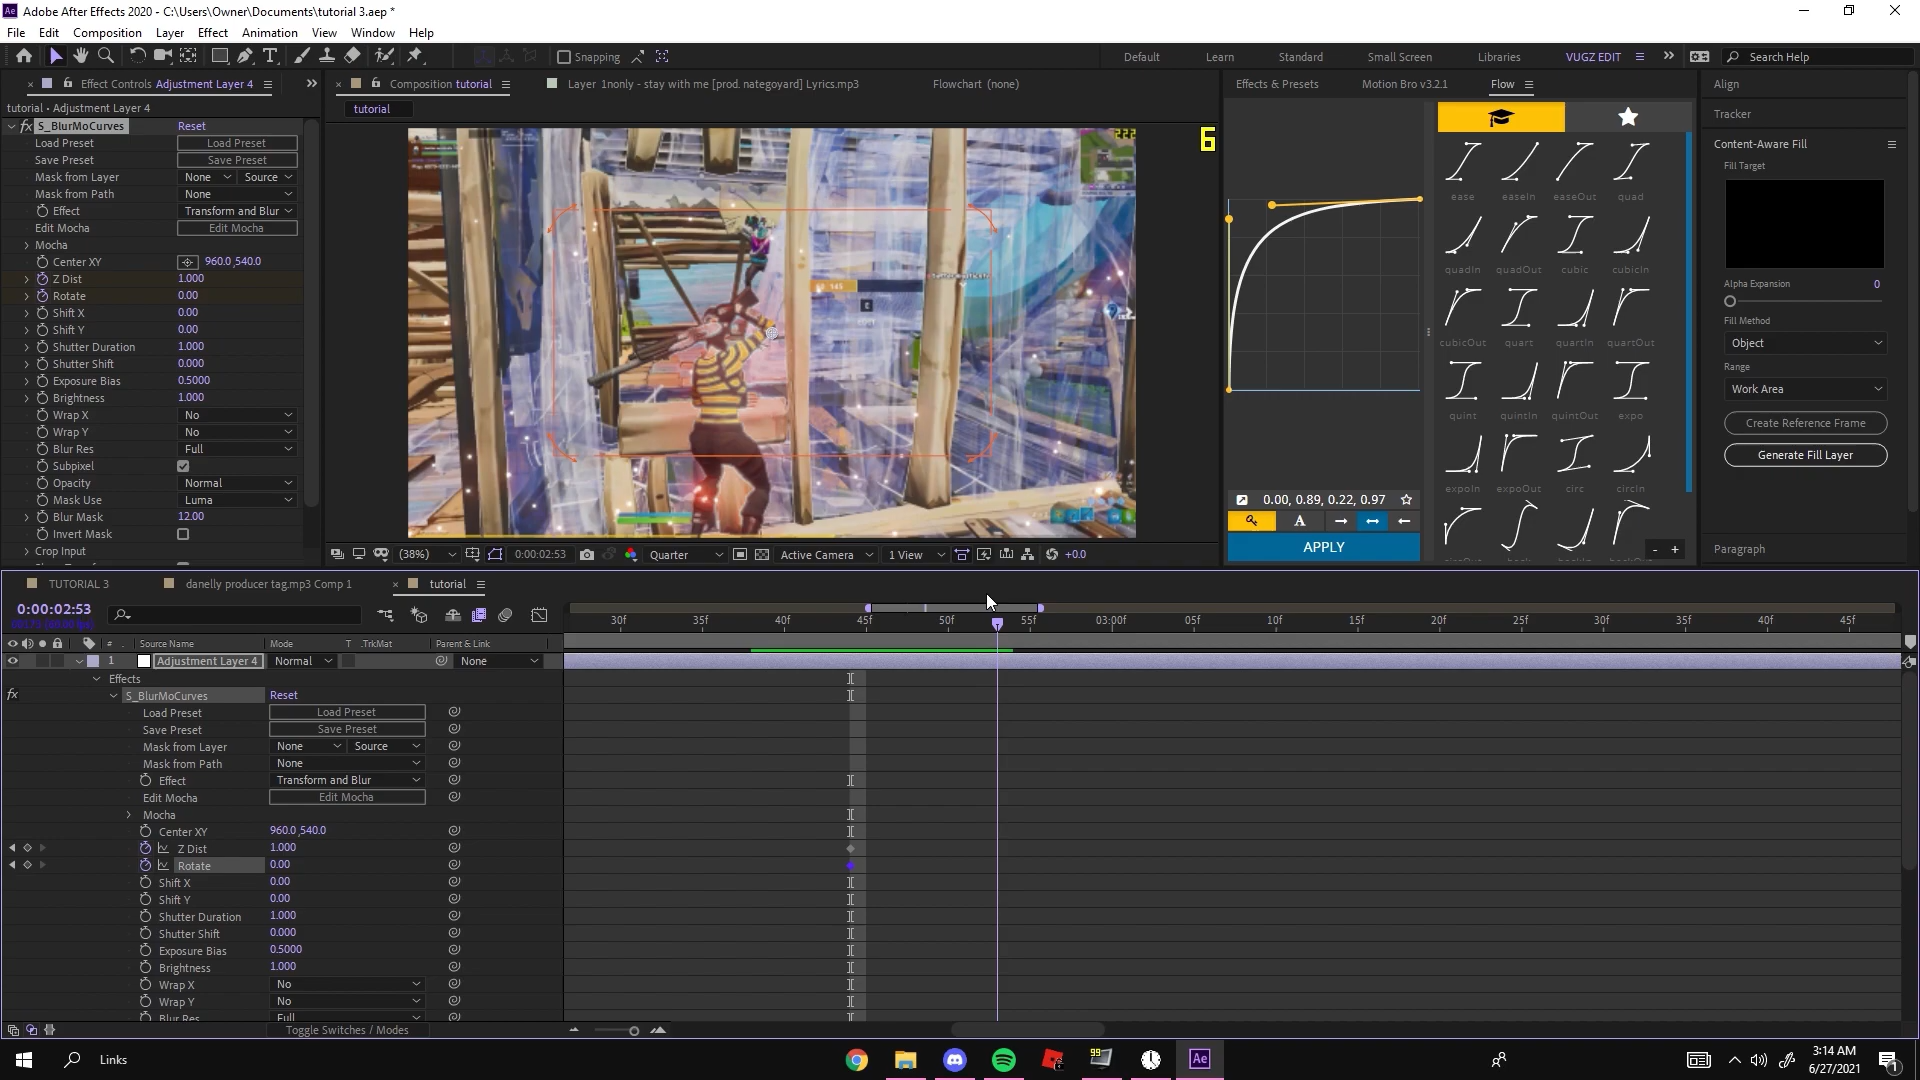 Ae Adobe After Effects 2020 - C:\Users\Owner\Documents\tutorial 3.aep *
File Edit Composition Layer Effect Animation View Window Help
Snapping
Default Learn Standard Small Screen Libraries VUGZ EDIT » Search Help
Effect Controls Adjustment Layer 4
tutorial • Adjustment Layer 4
fx S_BlurMoCurves Reset
Load Preset Load Preset
Save Preset Save Preset
Mask from Layer None Source
Mask from Path None
Effect Transform and Blur
Edit Mocha Edit Mocha
Mocha
Center XY 960.0 ,540.0
Z Dist 1.000
Rotate 0.00
Shift X 0.00
Shift Y 0.00
Shutter Duration 1.000
Shutter Shift 0.000
Exposure Bias 0.5000
Brightness 1.000
Wrap X No
Wrap Y No
Blur Res Full
Subpixel
Opacity Normal
Mask Use Luma
Blur Mask 12.00
Invert Mask
Crop Input
Composition tutorial Layer 1nonly - stay with me [prod. nategoyard] Lyrics.mp3 Flowchart (none)
tutorial
222
6
145
E
(38%) 0:00:02:53 Quarter Active Camera 1 View +0.0
Effects & Presets Motion Bro v3.2.1 Flow
ease easeIn easeOut quad
quadIn quadOut cubic cubicIn
cubicOut quart quartIn quartOut
quint quintIn quintOut expo
expoIn expoOut circ circIn
0.00, 0.89, 0.22, 0.97
A
APPLY
- +
Align
Tracker
Content-Aware Fill
Fill Target
Alpha Expansion 0
Fill Method
Object
Range
Work Area
Create Reference Frame
Generate Fill Layer
Paragraph
TUTORIAL 3 danelly producer tag.mp3 Comp 1 tutorial
0:00:02:53
30f 35f 40f 45f 50f 55f 03:00f 05f 10f 15f 20f 25f 30f 35f 40f 45f
# Source Name Mode T .TrkMat Parent & Link
1 Adjustment Layer 4 Normal None
Effects
fx S_BlurMoCurves Reset
Load Preset Load Preset
Save Preset Save Preset
Mask from Layer None Source
Mask from Path None
Effect Transform and Blur
Edit Mocha Edit Mocha
Mocha
Center XY 960.0 ,540.0
Z Dist 1.000
Rotate 0.00
Shift X 0.00
Shift Y 0.00
Shutter Duration 1.000
Shutter Shift 0.000
Exposure Bias 0.5000
Brightness 1.000
Wrap X No
Wrap Y No
Blur Res Full
Toggle Switches / Modes
Links
99
Ae
3:14 AM
6/27/2021
1